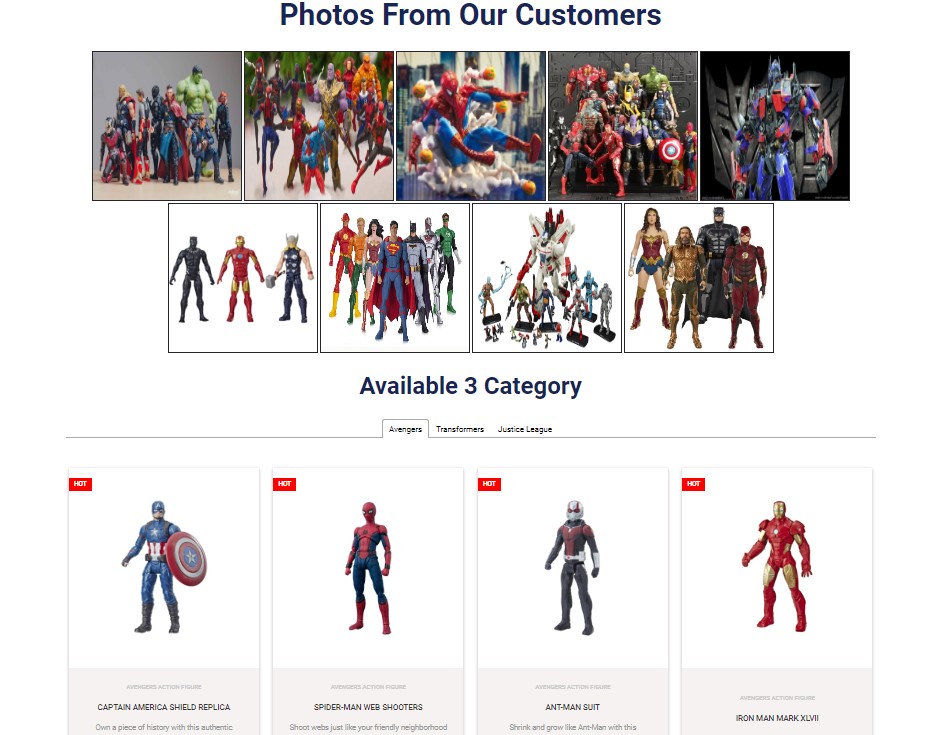 Photos From Our Customers
Available 3 Category
Avengers Transformers Justice League
HOT HOT HOT HOT
AVENGERS ACTION FIGURE AVENGERS ACTION FIGURE AVENGERS ACTION FIGURE AVENGERS ACTION FIGURE
CAPTAIN AMERICA SHIELD REPLICA SPIDER-MAN WEB SHOOTERS ANT-MAN SUIT IRON MAN MARK XLVII
Own a piece of history with this authentic Shoot webs just like your friendly neighborhood Shrink and grow like Ant-Man with this